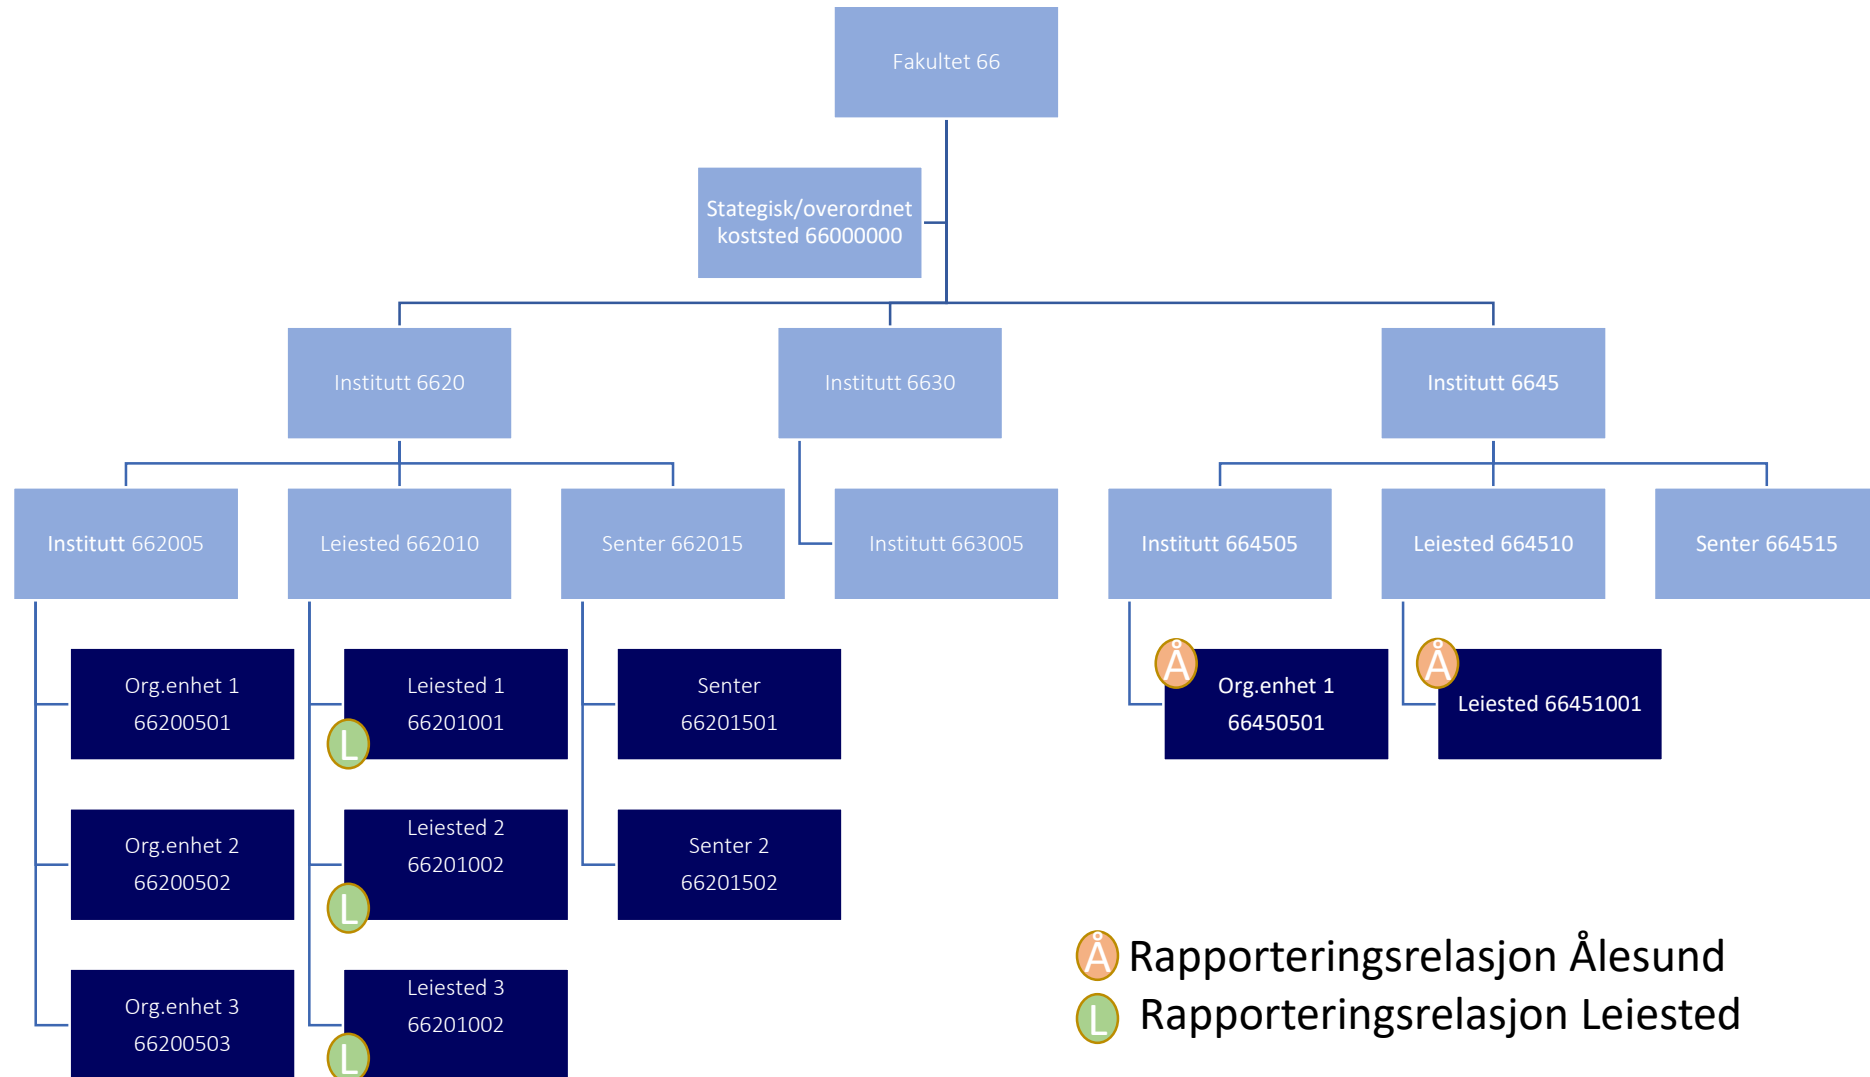 Fakultet 66
Stategisk/overordnet
koststed 66000000
Institutt 6620
Institutt 6630
Institutt 6645
Institutt 662005
Leiested 662010
Senter 662015
Institutt 663005
Institutt 664505
Leiested 664510
Senter 664515
Org.enhet 1
66200501
L
Leiested 1
66201001
Senter
66201501
Å
Org.enhet 1
66450501
Å
Leiested 66451001
Org.enhet 2
66200502
L
Leiested 2
66201002
Senter 2
66201502
Org.enhet 3
66200503
L
Leiested 3
66201002
Å Rapporteringsrelasjon Ålesund
L Rapporteringsrelasjon Leiested